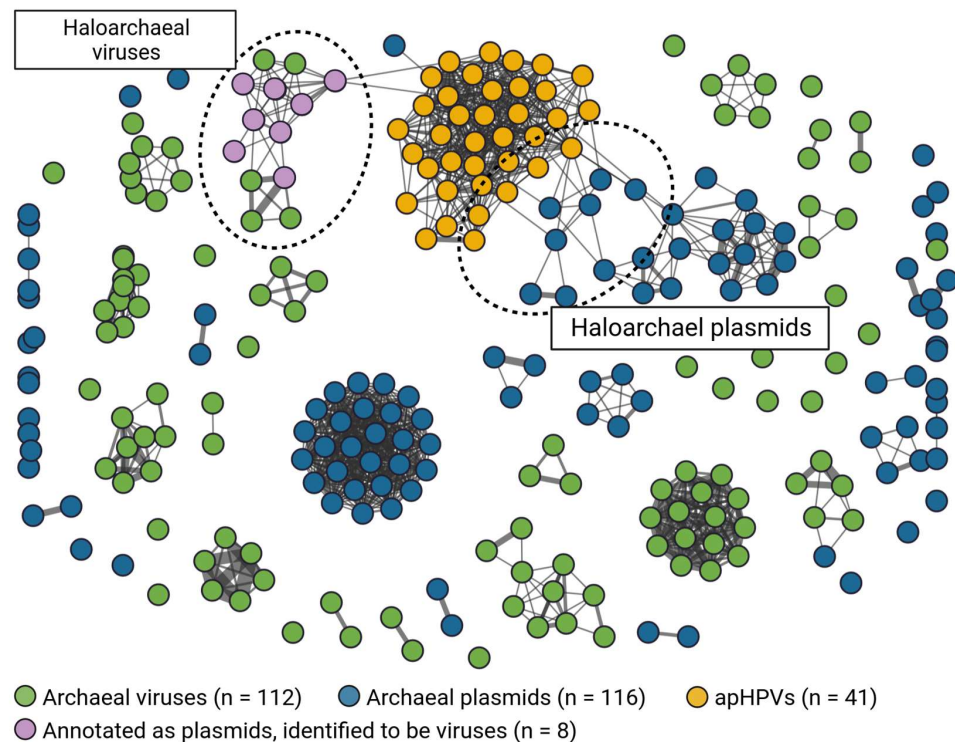 Haloarchaeal
viruses
Haloarchael plasmids
Archaeal viruses (n = 112)
Archaeal plasmids (n = 116)
apHPVs (n = 41)
Annotated as plasmids, identified to be viruses (n = 8)